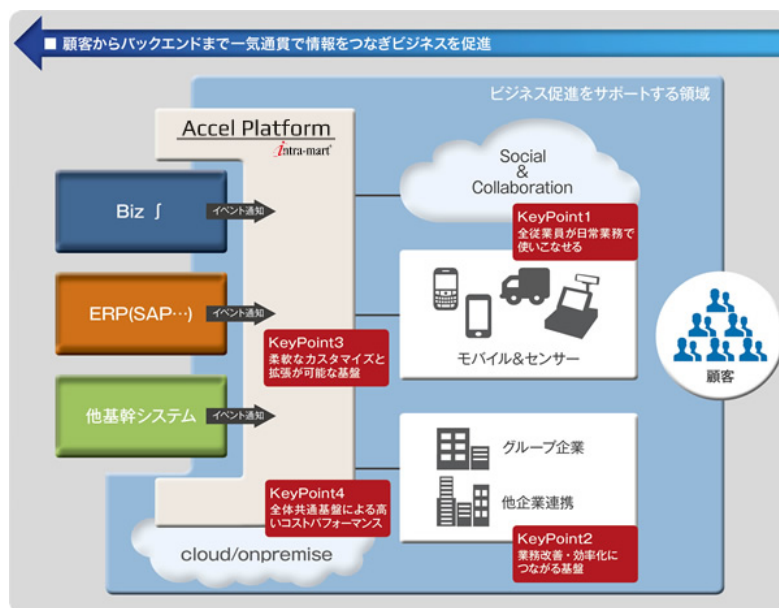 ■ 顧客からバックエンドまで一気通貫で情報をつなぎビジネスを促進
ビジネス促進をサポートする領域
Accel Platform
intra-mart®
Social
&
Collaboration
KeyPoint1
全従業員が日常業務で
使いこなせる
Biz ∫
イベント通知
ERP(SAP…)
イベント通知
他基幹システム
イベント通知
モバイル&センサー
KeyPoint3
柔軟なカスタマイズと
拡張が可能な基盤
顧客
グループ企業
他企業連携
KeyPoint4
全体共通基盤による高
いコストパフォーマンス
KeyPoint2
業務改善・効率化に
つながる基盤
cloud/onpremise